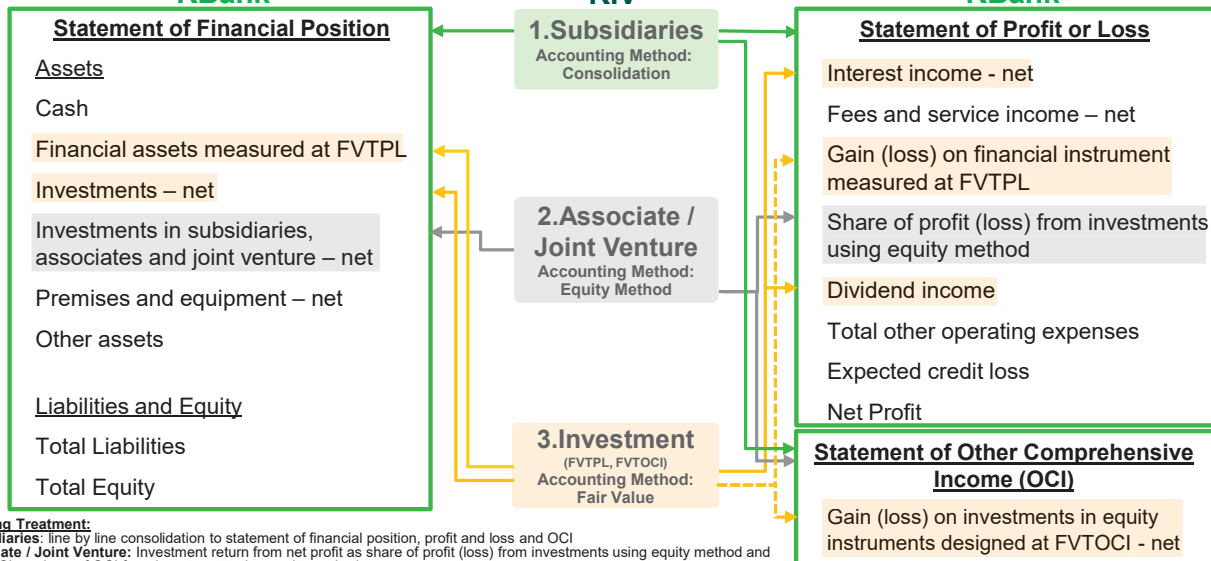 Statement of Financial Position
Assets
Cash
Financial assets measured at FVTPL
Investments – net
Investments in subsidiaries,
associates and joint venture – net
Premises and equipment – net
Other assets
Liabilities and Equity
Total Liabilities
Total Equity
1.Subsidiaries
Accounting Method:
Consolidation
2.Associate /
Joint Venture
Accounting Method:
Equity Method
3.Investment
(FVTPL, FVTOCI)
Accounting Method:
Fair Value
Statement of Profit or Loss
Interest income - net
Fees and service income – net
Gain (loss) on financial instrument
measured at FVTPL
Share of profit (loss) from investments
using equity method
Dividend income
Total other operating expenses
Expected credit loss
Net Profit
Statement of Other Comprehensive
Income (OCI)
Gain (loss) on investments in equity
instruments designed at FVTOCI - net
Treatment:
: line by line consolidation to statement of financial position, profit and loss and OCI
/ Joint Venture: Investment return from net profit as share of profit (loss) from investments using equity method and